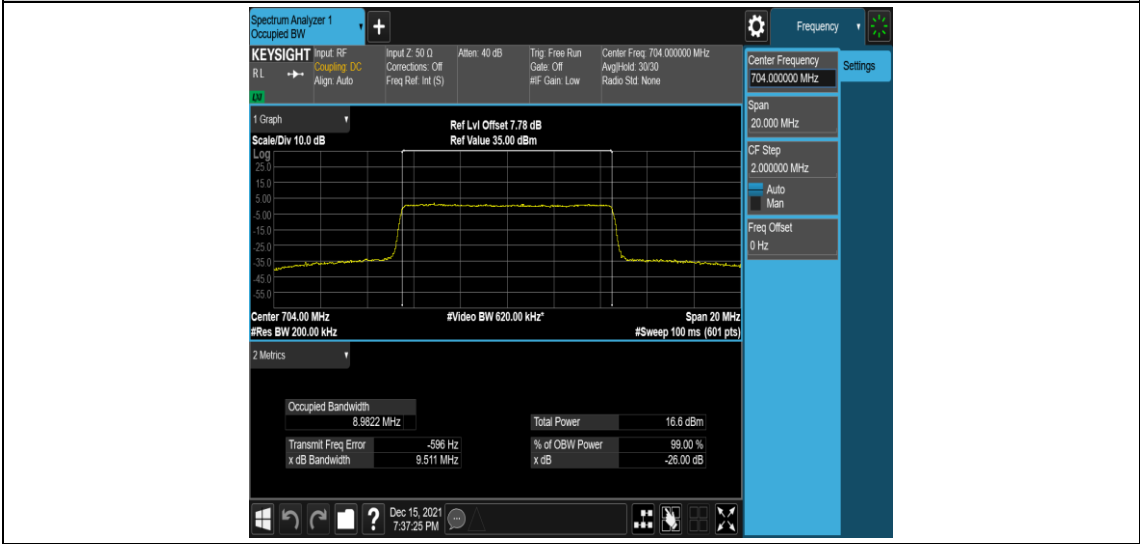 Spectrum Analyzer 1
Occupied BW
+
Frequency
KEYSIGHT
RL
LNI
Input: RF
Coupling: DC
Align: Auto
Input Z: 50 Ω
Corrections: Off
Freq Ref: Int (S)
Atten: 40 dB
Trig: Free Run
Gate: Off
#IF Gain: Low
Center Freq: 704.000000 MHz
Avg|Hold: 30/30
Radio Std: None
Center Frequency
704.000000 MHz
Settings
Span
20.000 MHz
CF Step
2.000000 MHz
Auto
Man
Freq Offset
0 Hz
1 Graph
Scale/Div 10.0 dB
Ref Lvl Offset 7.78 dB
Ref Value 35.00 dBm
Log
25.0
15.0
5.00
-5.00
-15.0
-25.0
-35.0
-45.0
-55.0
Center 704.00 MHz
#Video BW 620.00 kHz*
Span 20 MHz
#Res BW 200.00 kHz
#Sweep 100 ms (601 pts)
2 Metrics
Occupied Bandwidth
8.9822 MHz
Total Power 16.6 dBm
Transmit Freq Error -596 Hz
% of OBW Power 99.00 %
x dB Bandwidth 9.511 MHz
x dB -26.00 dB
?
Dec 15, 2021
7:37:25 PM